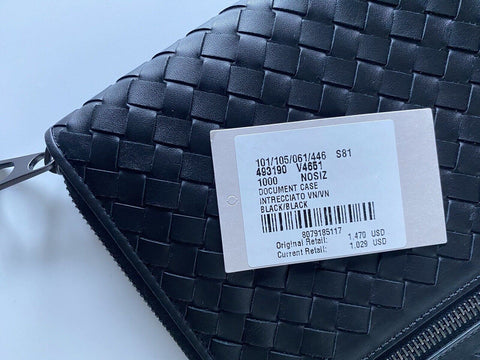 101/105/061/446 S81
493190 V4651
1000 NOSIZ
DOCUMENT CASE
INTRECCIATO VN/VN
BLACK/BLACK
8079185117
Original Retail: 1,470 USD
Current Retail: 1,029 USD